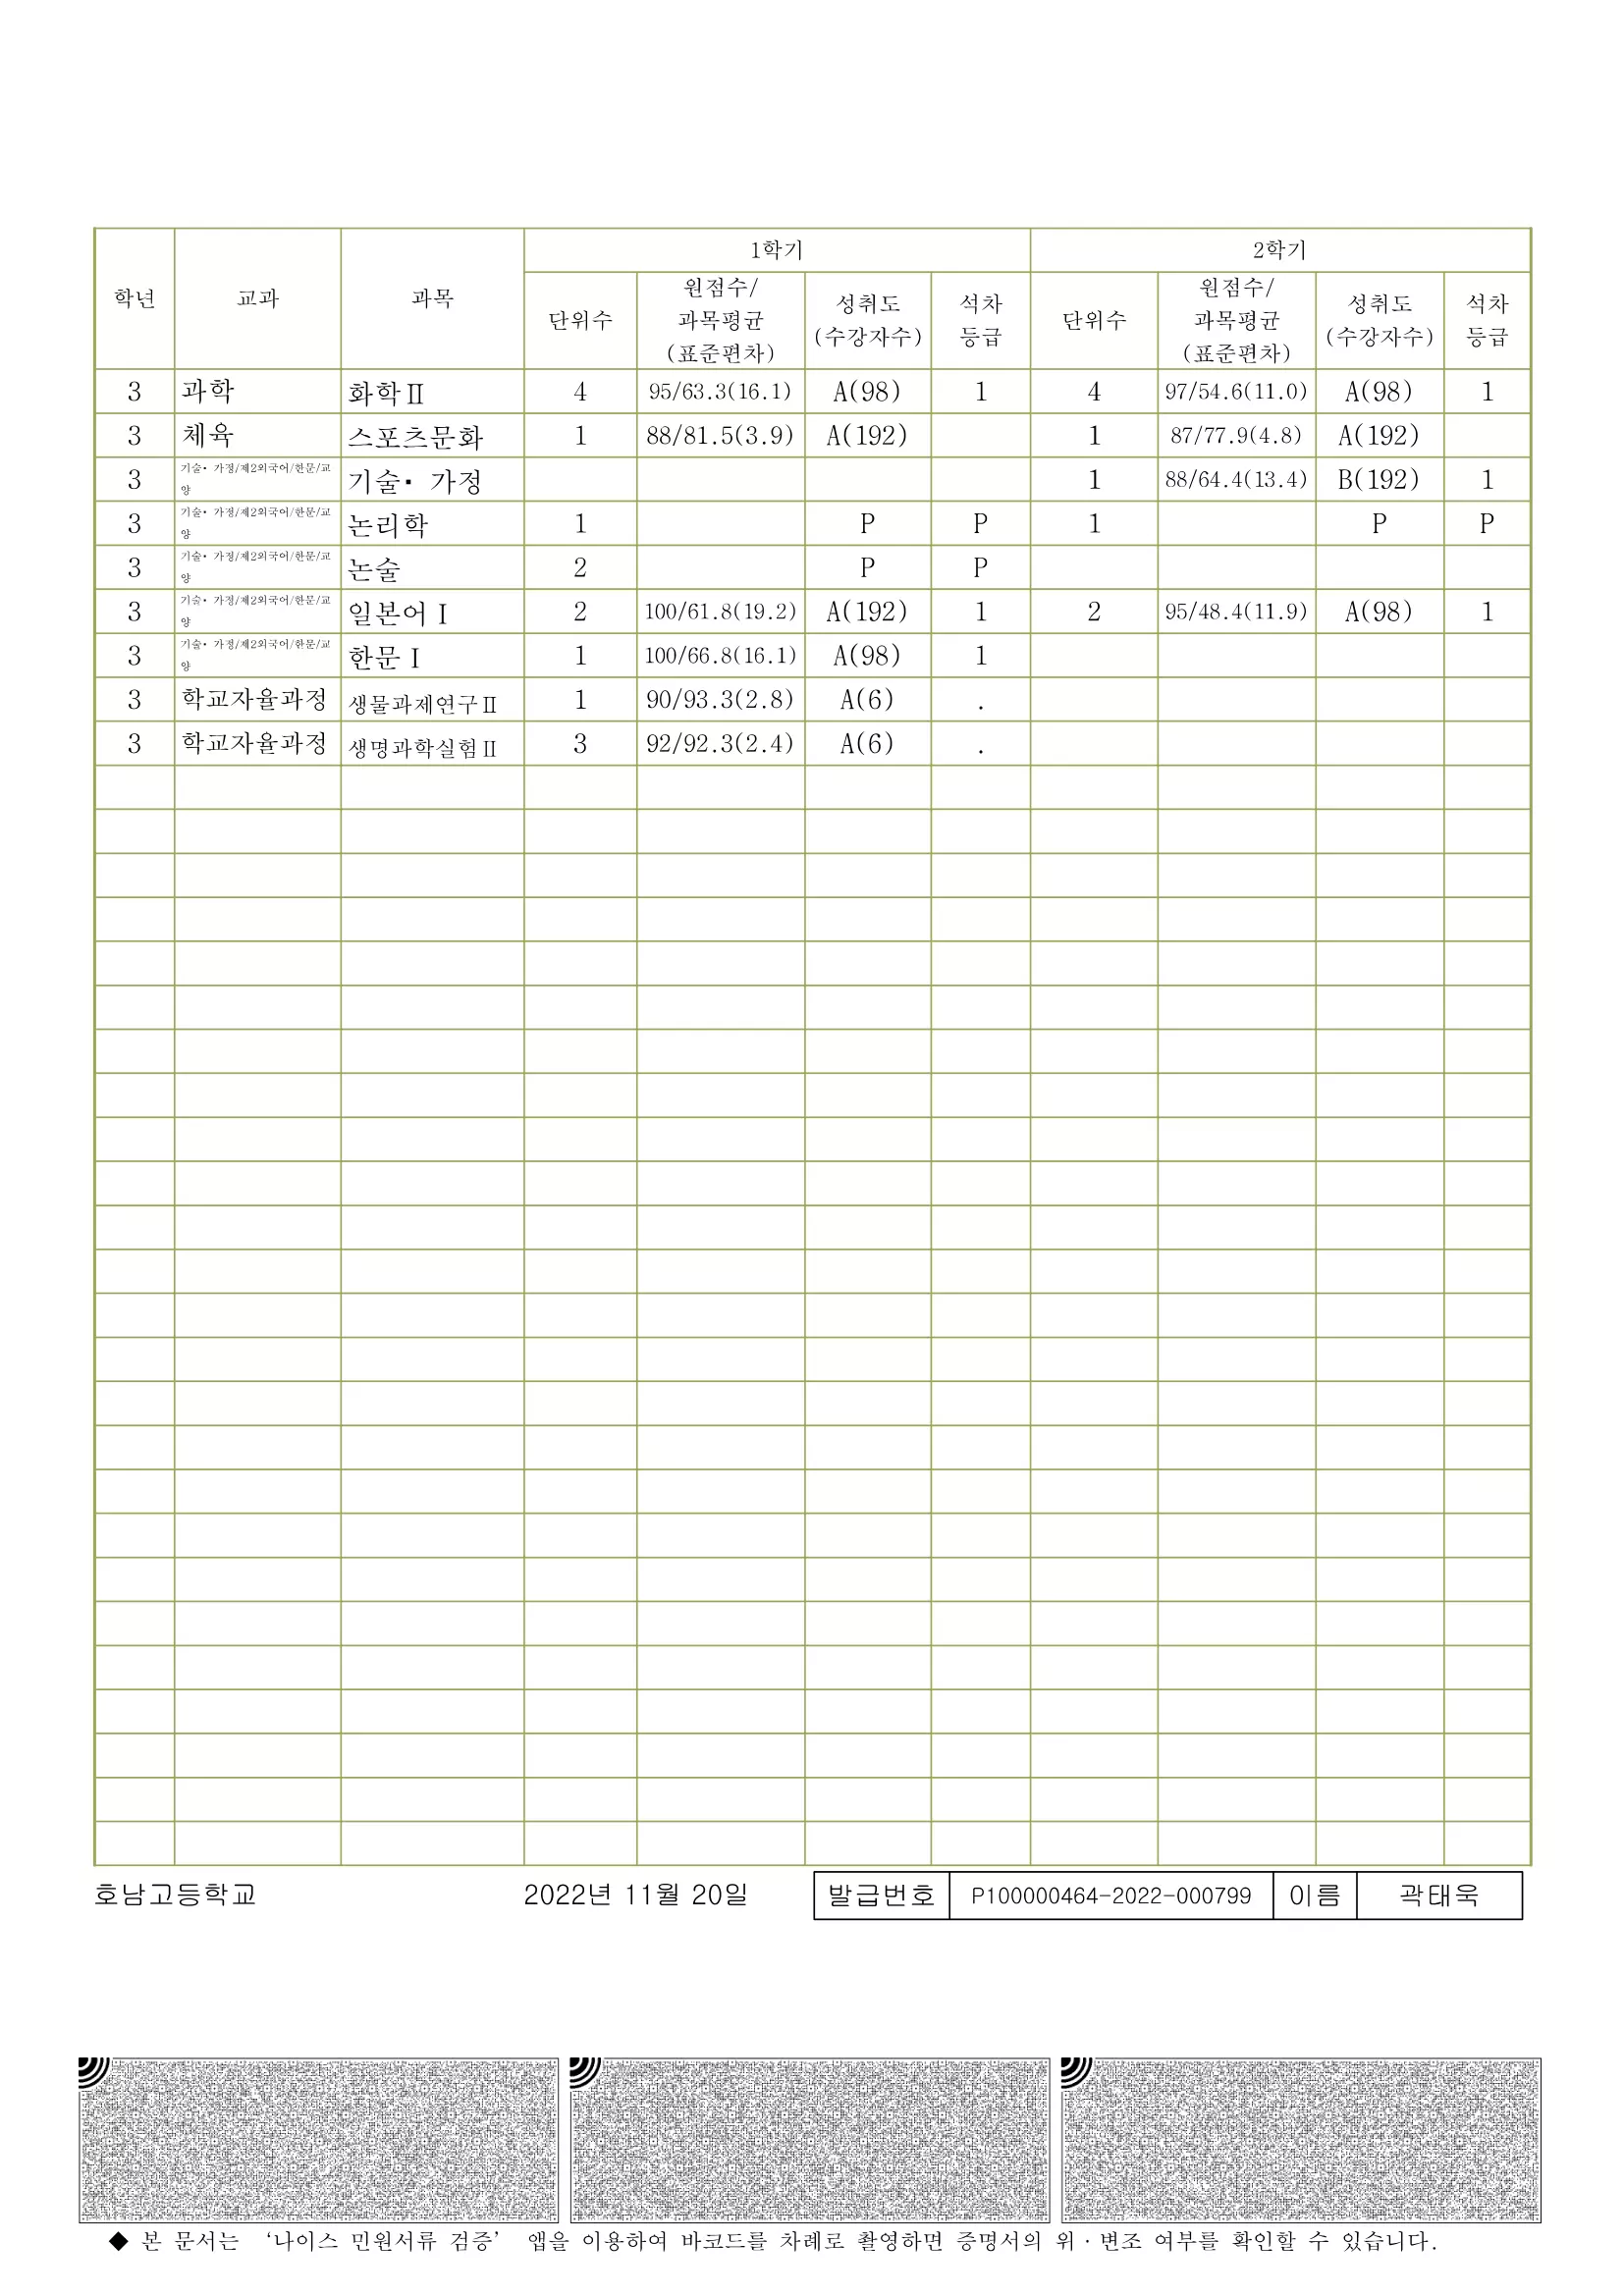 학년 교과 과목 1학기 2학기
단위수 원점수/과목평균(표준편차) 성취도(수강자수) 석차등급 단위수 원점수/과목평균(표준편차) 성취도(수강자수) 석차등급
3 과학 화학Ⅱ 4 95/63.3(16.1) A(98) 1 4 97/54.6(11.0) A(98) 1
3 체육 스포츠문화 1 88/81.5(3.9) A(192) 1 87/77.9(4.8) A(192)
3 기술・가정/제2외국어/한문/교양 기술・가정 1 88/64.4(13.4) B(192) 1
3 기술・가정/제2외국어/한문/교양 논리학 1 P P 1 P P
3 기술・가정/제2외국어/한문/교양 논술 2 P P
3 기술・가정/제2외국어/한문/교양 일본어Ⅰ 2 100/61.8(19.2) A(192) 1 2 95/48.4(11.9) A(98) 1
3 기술・가정/제2외국어/한문/교양 한문Ⅰ 1 100/66.8(16.1) A(98) 1
3 학교자율과정 생물과제연구Ⅱ 1 90/93.3(2.8) A(6) .
3 학교자율과정 생명과학실험Ⅱ 3 92/92.3(2.4) A(6) .
호남고등학교 2022년 11월 20일 발급번호 P100000464-2022-000799 이름 곽태욱
◆ 본 문서는 ‘나이스 민원서류 검증’ 앱을 이용하여 바코드를 차례로 촬영하면 증명서의 위·변조 여부를 확인할 수 있습니다.